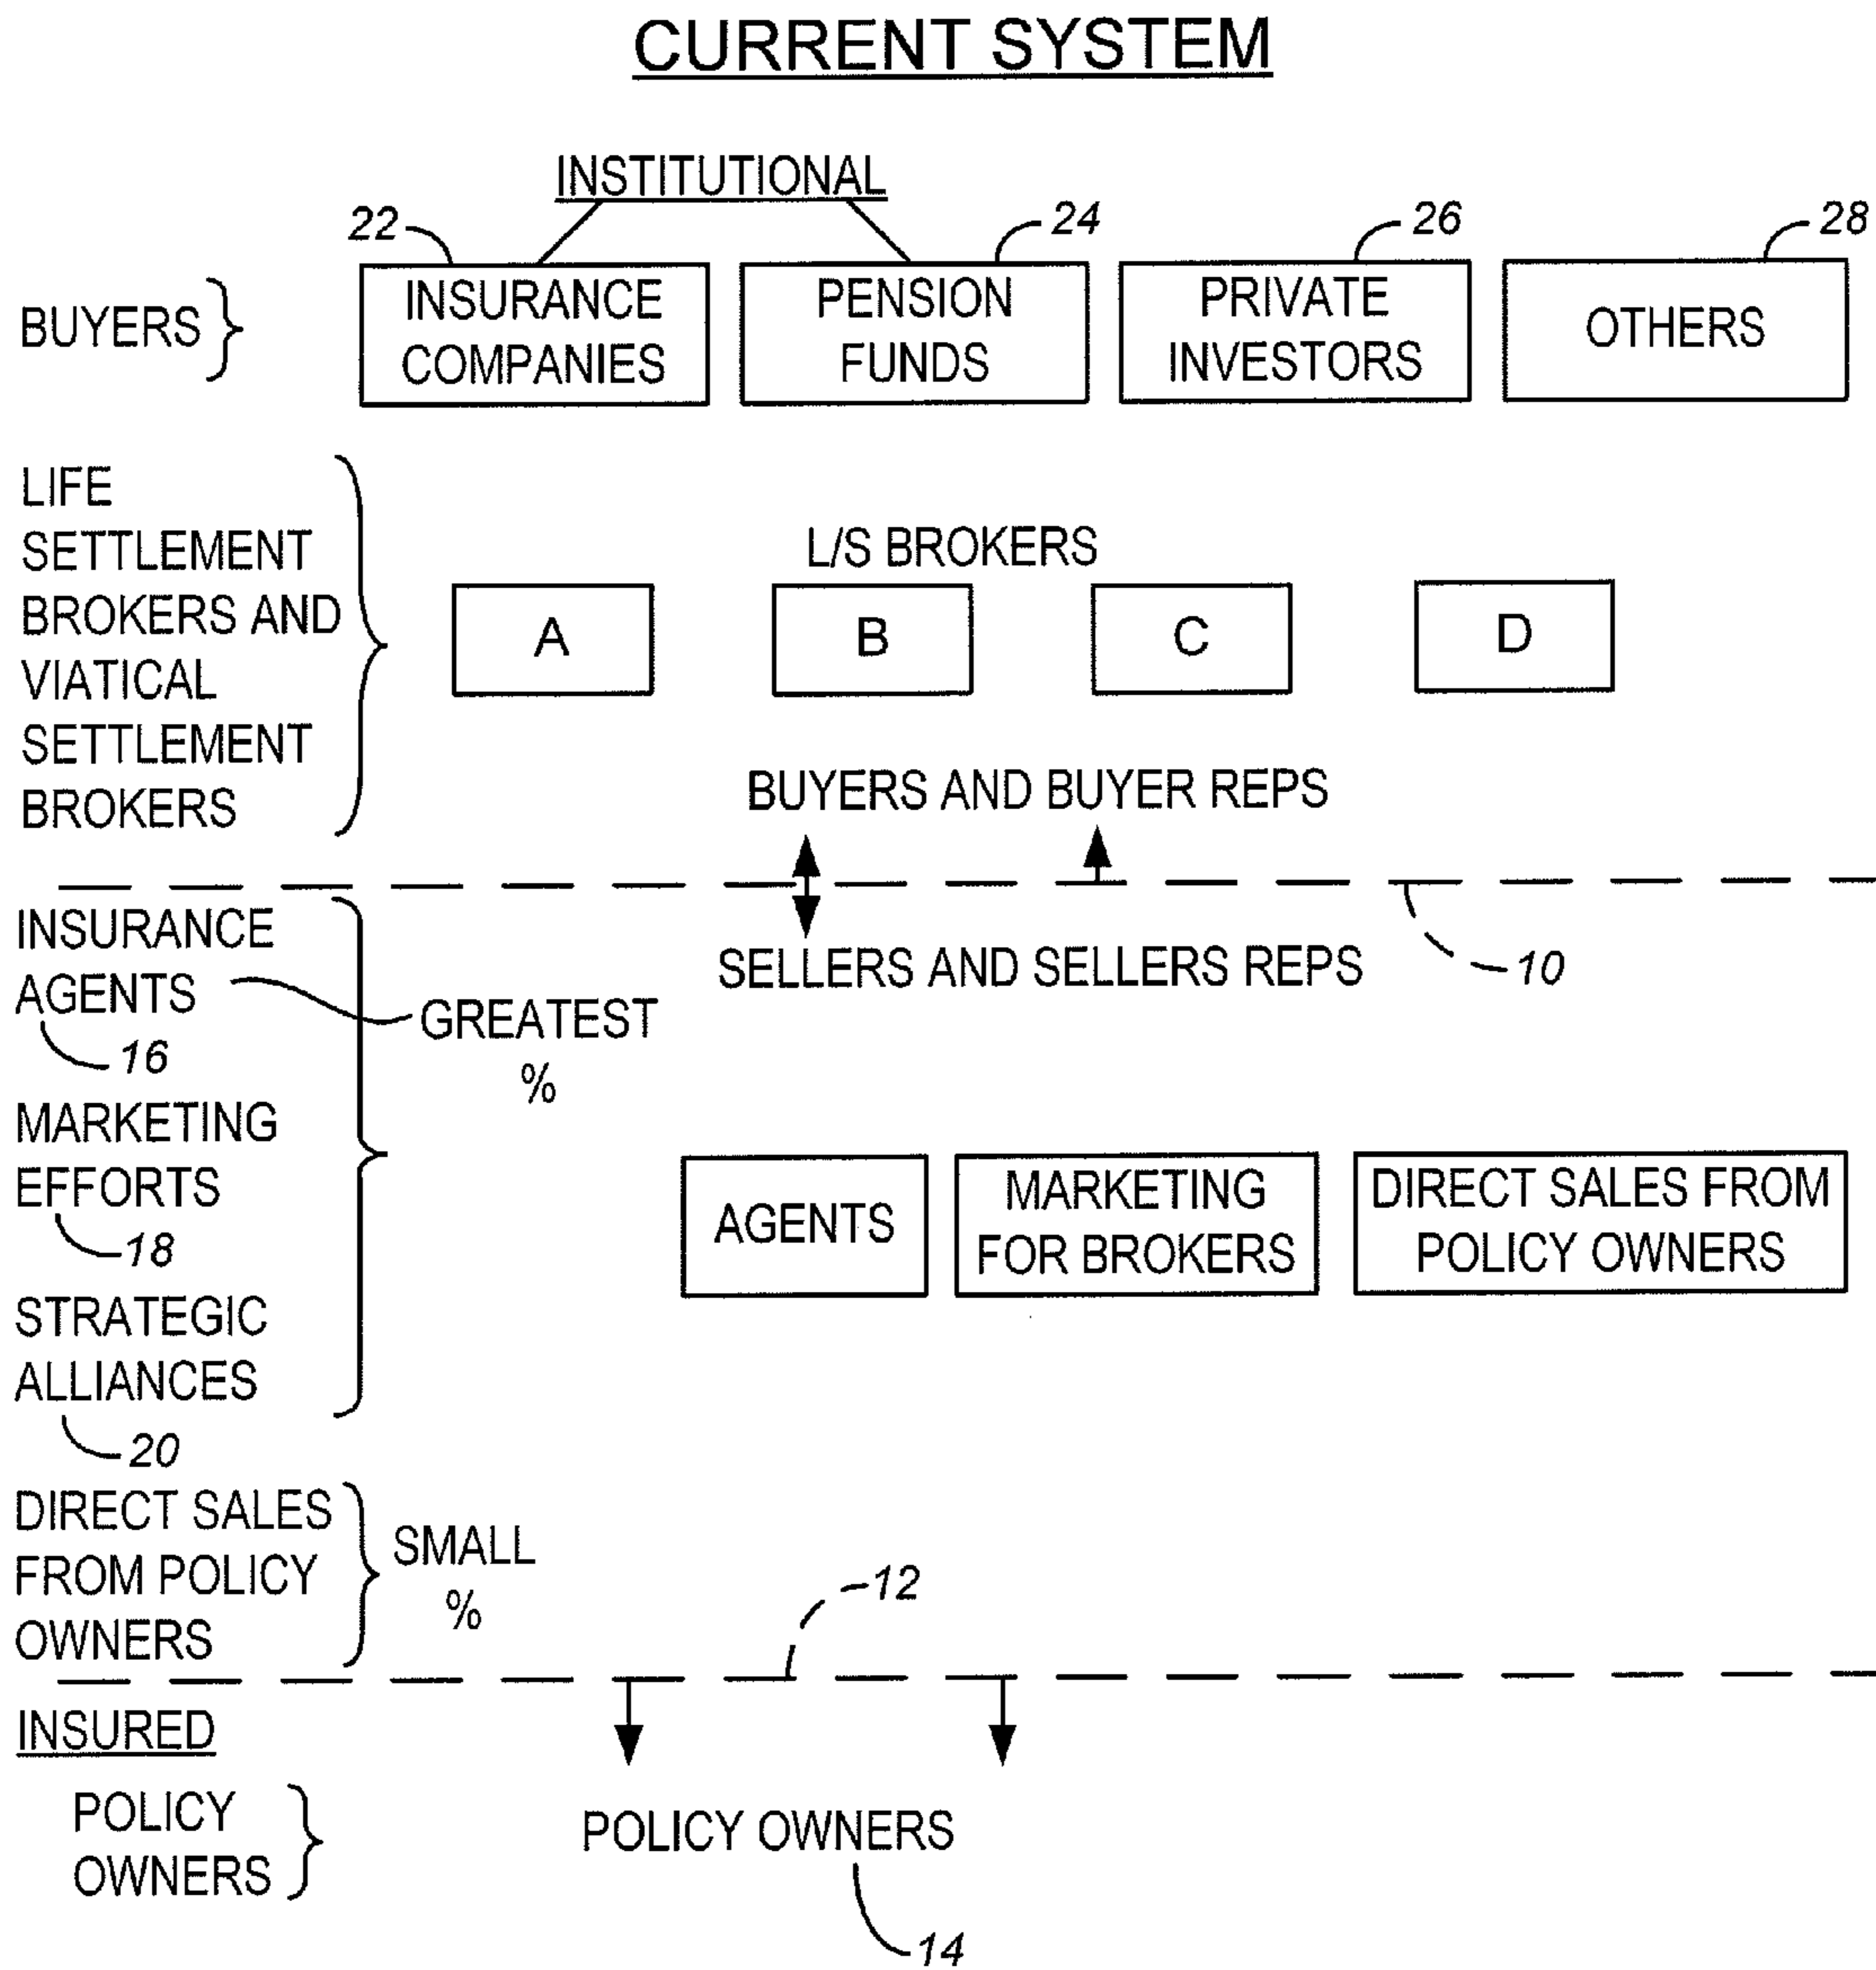 CURRENT SYSTEM
INSTITUTIONAL
22
24
26
28
BUYERS
INSURANCE
COMPANIES
PENSION
FUNDS
PRIVATE
INVESTORS
OTHERS
LIFE
SETTLEMENT
BROKERS AND
VIATICAL
SETTLEMENT
BROKERS
L/S BROKERS
A
B
C
D
BUYERS AND BUYER REPS
SELLERS AND SELLERS REPS
10
INSURANCE
AGENTS
16
GREATEST
%
MARKETING
EFFORTS
18
STRATEGIC
ALLIANCES
20
AGENTS
MARKETING
FOR BROKERS
DIRECT SALES FROM
POLICY OWNERS
DIRECT SALES
FROM POLICY
OWNERS
SMALL
%
12
INSURED
POLICY
OWNERS
POLICY OWNERS
14